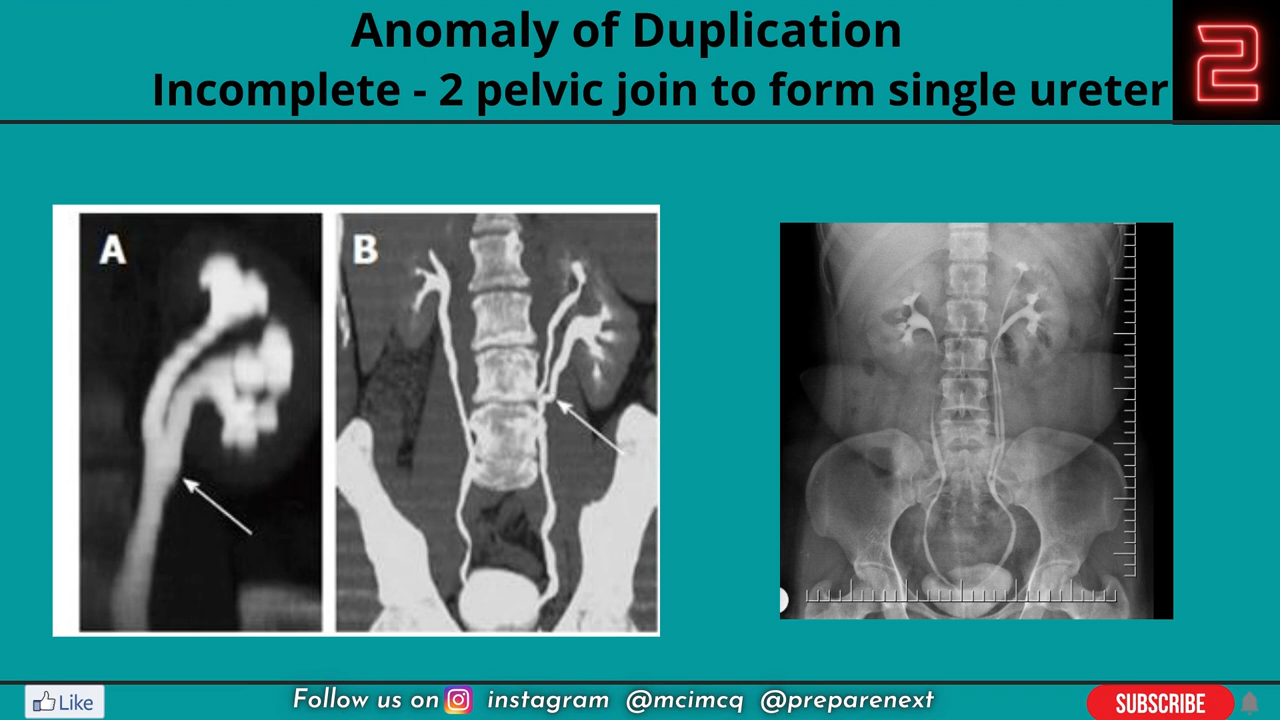 Anomaly of Duplication
Incomplete - 2 pelvic join to form single ureter
2
A
B
Like
Follow us on instagram @mcimcq @preparenext
SUBSCRIBE